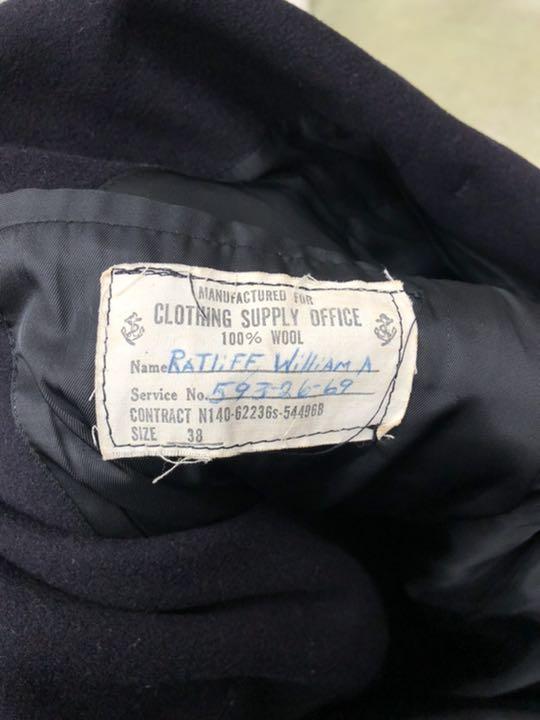 MANUFACTURED FOR
CLOTHING SUPPLY OFFICE
100% WOOL
Name RATLIFF, William A
Service No. 593-26-69
CONTRACT N140-62236s-54496B
SIZE 38